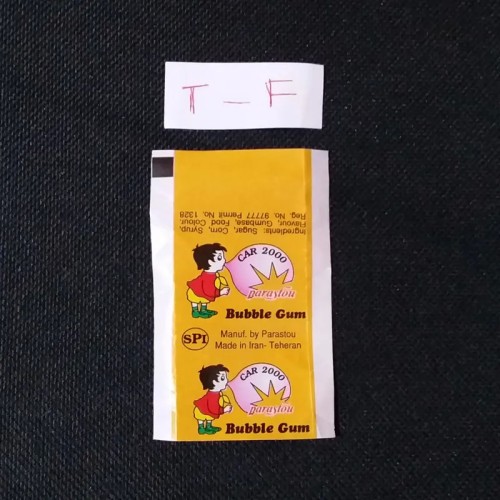 T - F
Ingredients: Sugar, Corn, Syrup,
Flavour, Gumbase, Food Colour.
Reg. No. 97777 Permit No. 1328
CAR 2000
Parastou
Bubble Gum
SPI
Manuf. by Parastou
Made in Iran- Teheran
CAR 2000
Parastou
Bubble Gum